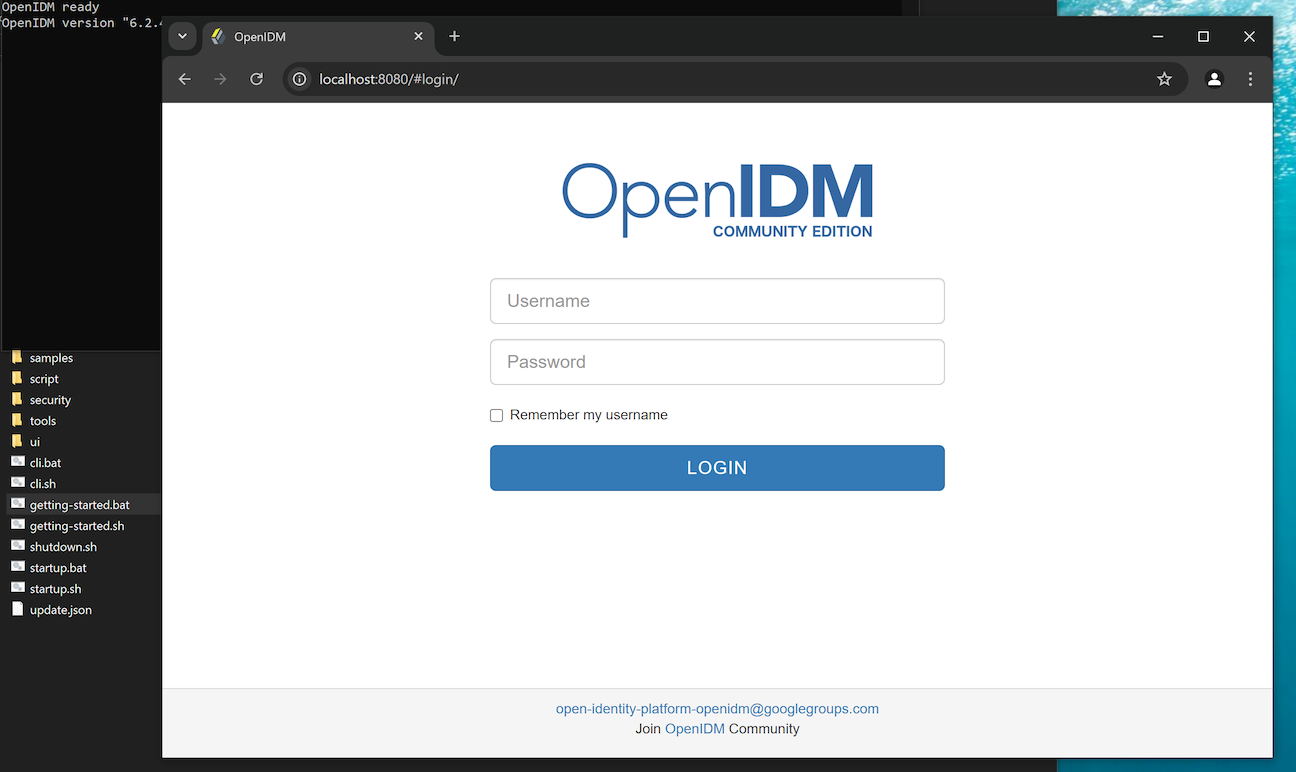 OpenIDM ready
OpenIDM version "6.2.4
OpenIDM
localhost:8080/#login/
OpenIDM
COMMUNITY EDITION
Username
Password
Remember my username
LOGIN
samples
script
security
tools
ui
cli.bat
cli.sh
getting-started.bat
getting-started.sh
shutdown.sh
startup.bat
startup.sh
update.json
open-identity-platform-openidm@googlegroups.com
Join OpenIDM Community